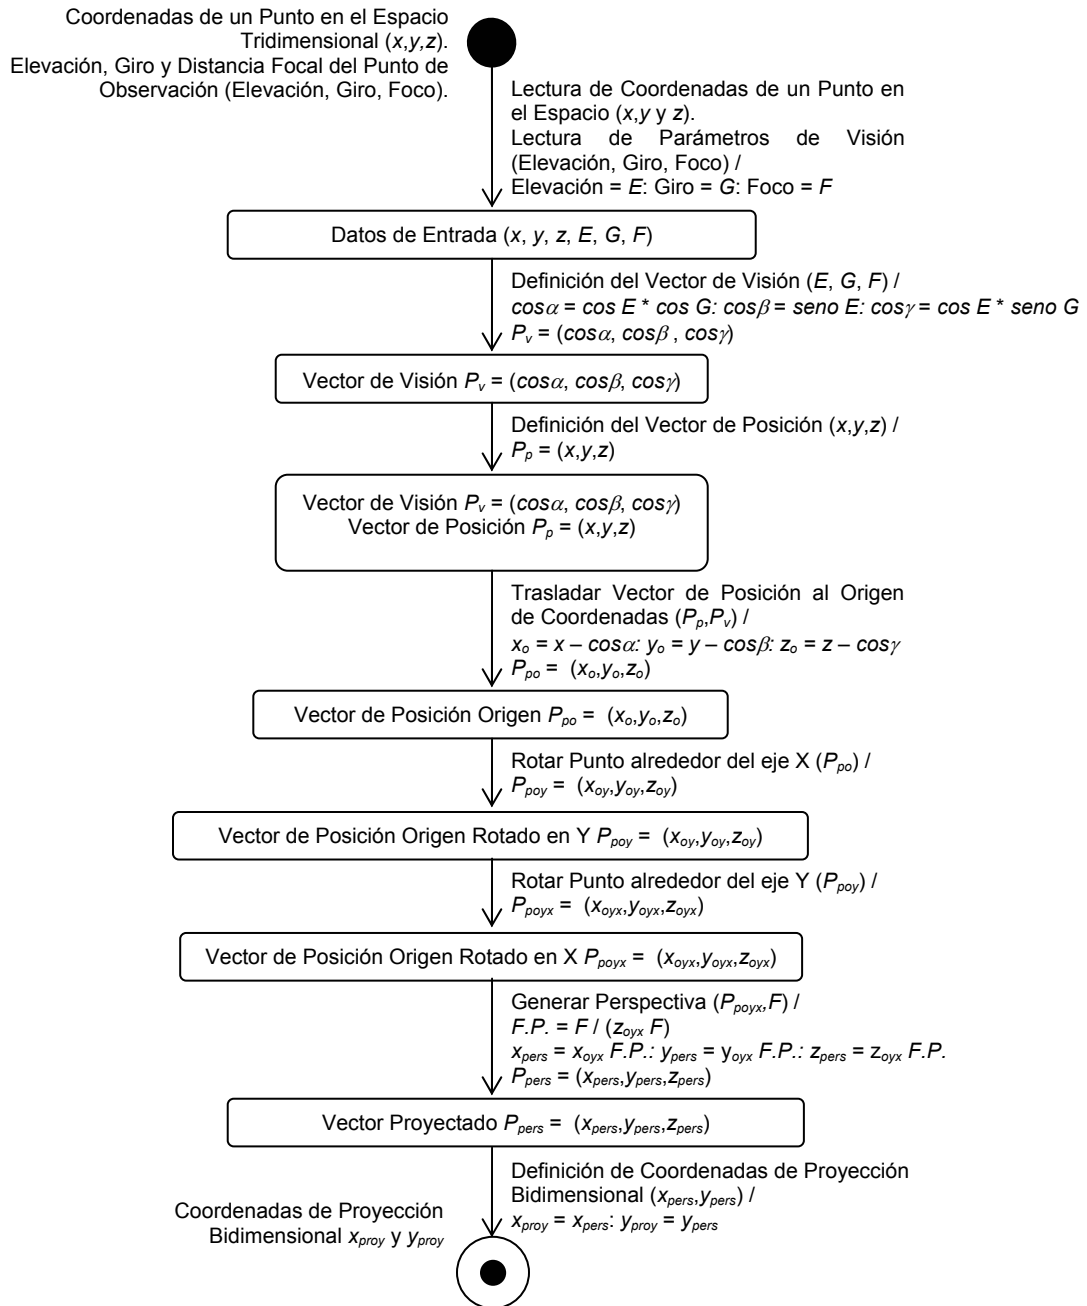 Coordenadas de un Punto en el Espacio
Tridimensional (x,y,z).
Elevación, Giro y Distancia Focal del Punto de
Observación (Elevación, Giro, Foco).
Lectura de Coordenadas de un Punto en
el Espacio (x,y y z).
Lectura de Parámetros de Visión
(Elevación, Giro, Foco) /
Elevación = E: Giro = G: Foco = F
Datos de Entrada (x, y, z, E, G, F)
Definición del Vector de Visión (E, G, F) /
cosα = cos E * cos G: cosβ = seno E: cosγ = cos E * seno G
Pv = (cosα, cosβ , cosγ)
Vector de Visión Pv = (cosα, cosβ, cosγ)
Definición del Vector de Posición (x,y,z) /
Pp = (x,y,z)
Vector de Visión Pv = (cosα, cosβ, cosγ)
Vector de Posición Pp = (x,y,z)
Trasladar Vector de Posición al Origen
de Coordenadas (Pp,Pv) /
xo = x – cosα: yo = y – cosβ: zo = z – cosγ
Ppo = (xo,yo,zo)
Vector de Posición Origen Ppo = (xo,yo,zo)
Rotar Punto alrededor del eje X (Ppo) /
Ppoy = (xoy,yoy,zoy)
Vector de Posición Origen Rotado en Y Ppoy = (xoy,yoy,zoy)
Rotar Punto alrededor del eje Y (Ppoy) /
Ppoyx = (xoyx,yoyx,zoyx)
Vector de Posición Origen Rotado en X Ppoyx = (xoyx,yoyx,zoyx)
Generar Perspectiva (Ppoyx,F) /
F.P. = F / (zoyx F)
xpers = xoyx F.P.: ypers = yoyx F.P.: zpers = zoyx F.P.
Ppers = (xpers,ypers,zpers)
Vector Proyectado Ppers = (xpers,ypers,zpers)
Definición de Coordenadas de Proyección
Bidimensional (xpers,ypers) /
xproy = xpers: yproy = ypers
Coordenadas de Proyección
Bidimensional xproy y yproy